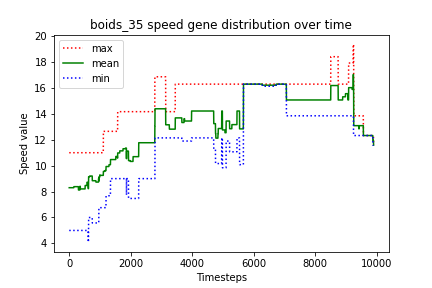 boids_35 speed gene distribution over time
max
mean
min
Speed value
20
18
16
14
12
10
8
6
4
0
2000
4000
6000
8000
10000
Timesteps